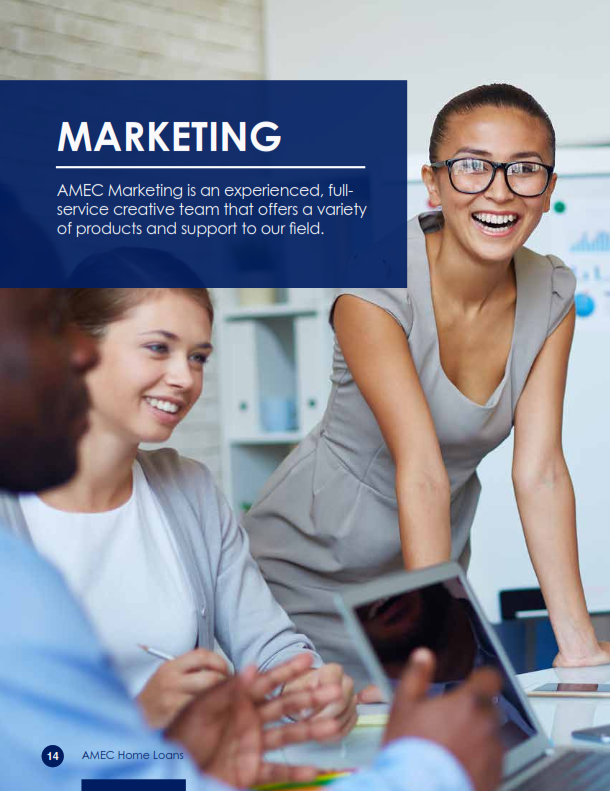 MARKETING
AMEC Marketing is an experienced, full-
service creative team that offers a variety
of products and support to our field.
14 AMEC Home Loans